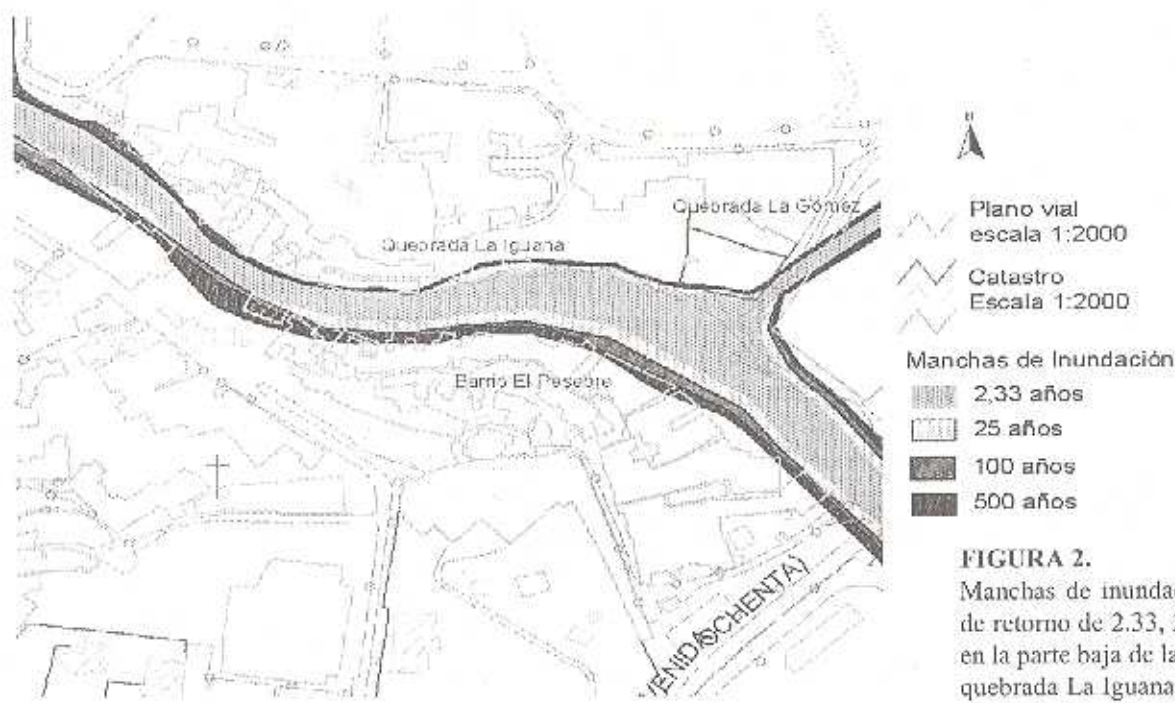 Quebrada La Gómez
Quebrada La Iguana
Barrio El Pesebre
AVENIDA
OCHENTA)
Plano vial
escala 1:2000
Catastro
Escala 1:2000
Manchas de Inundación
2,33 años
25 años
100 años
500 años
FIGURA 2.
Manchas de
de retorno de 2.33,
en la parte baja de la
quebrada La Iguana